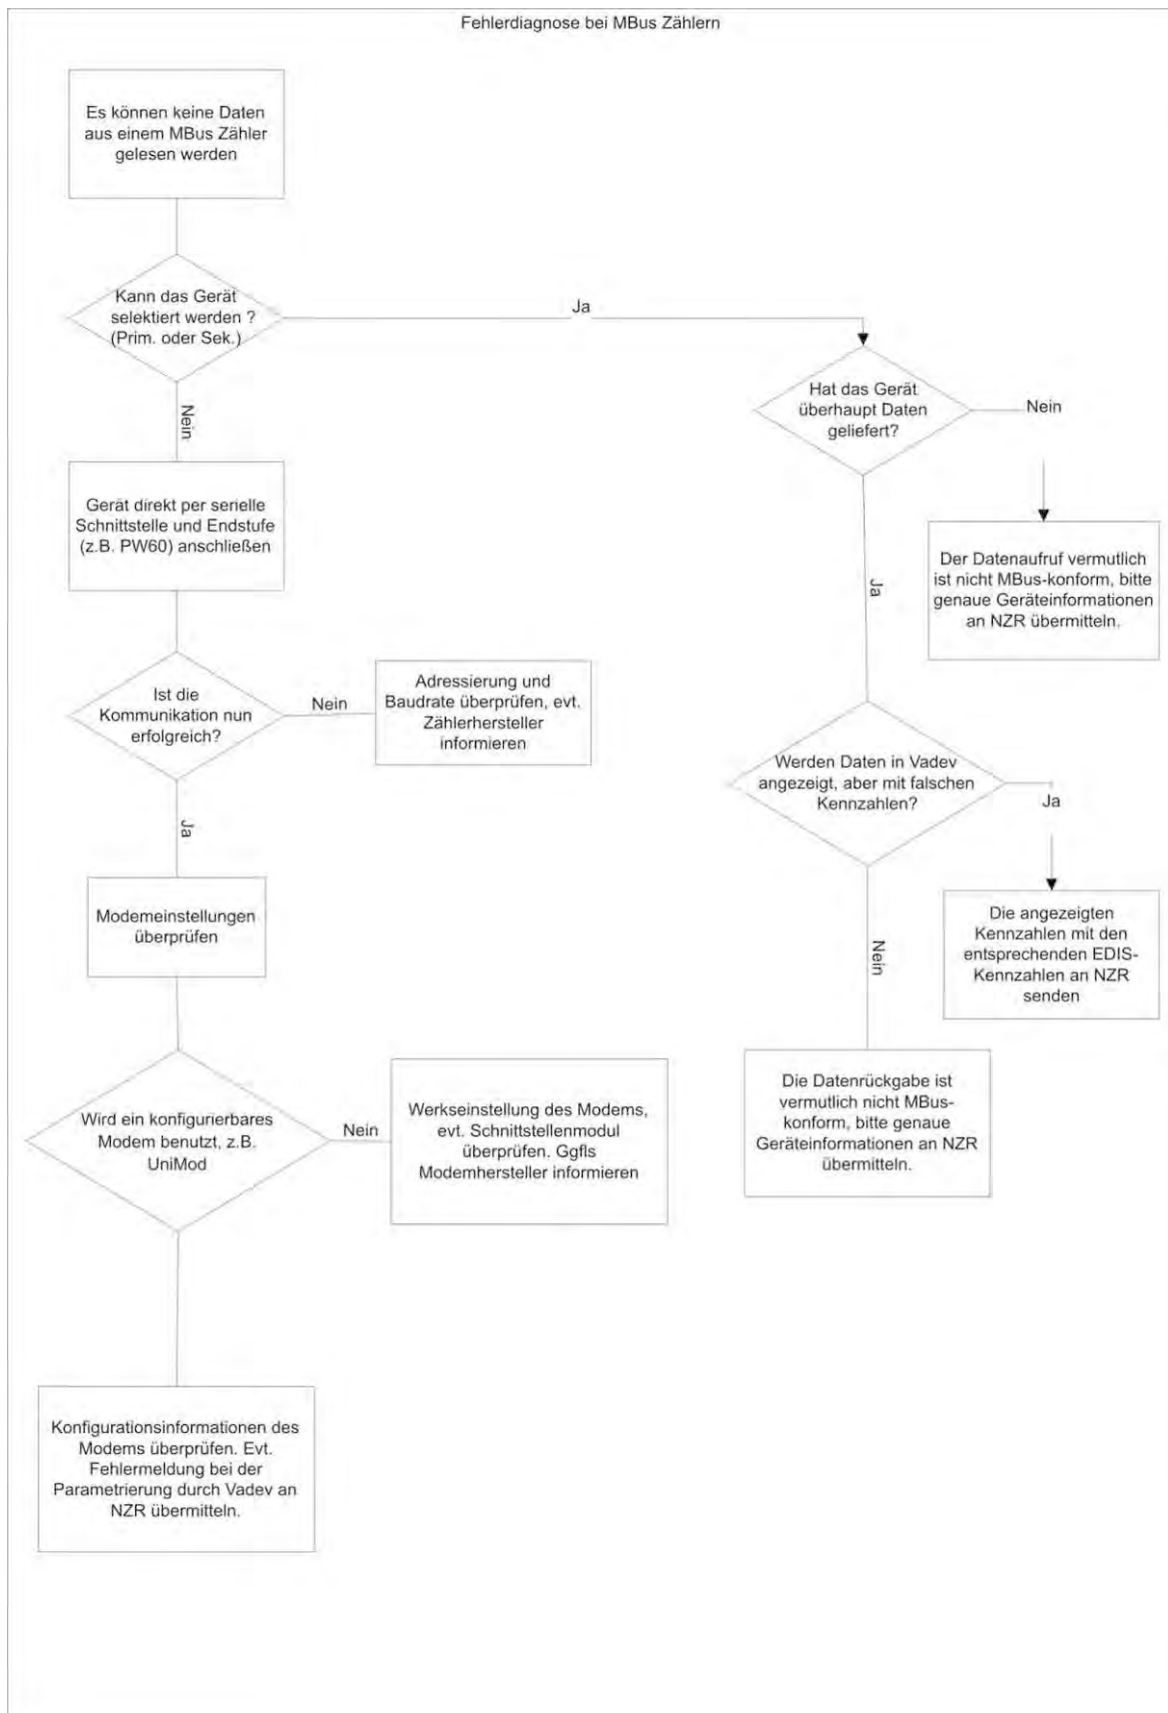 Fehlerdiagnose bei MBus Zählern
Es können keine Daten
aus einem MBus Zähler
gelesen werden
Kann das Gerät
selektiert werden ?
(Prim. oder Sek.)
Ja
Nein
Hat das Gerät
überhaupt Daten
geliefert?
Nein
Gerät direkt per serielle
Schnittstelle und Endstufe
(z.B. PW60) anschließen
Der Datenaufruf vermutlich
ist nicht MBus-konform, bitte
genaue Geräteinformationen
an NZR übermitteln.
Ja
Ist die
Kommunikation nun
erfolgreich?
Nein
Adressierung und
Baudrate überprüfen, evt.
Zählerhersteller
informieren
Werden Daten in Vadev
angezeigt, aber mit falschen
Kennzahlen?
Ja
Ja
Modemeinstellungen
überprüfen
Die angezeigten
Kennzahlen mit den
entsprechenden EDIS-
Kennzahlen an NZR
senden
Nein
Wird ein konfigurierbares
Modem benutzt, z.B.
UniMod
Nein
Werkseinstellung des Modems,
evt. Schnittstellenmodul
überprüfen. Ggfls
Modemhersteller informieren
Die Datenrückgabe ist
vermutlich nicht MBus-
konform, bitte genaue
Geräteinformationen an NZR
übermitteln.
Konfigurationsinformationen des
Modems überprüfen. Evt.
Fehlermeldung bei der
Parametrierung durch Vadev an
NZR übermitteln.